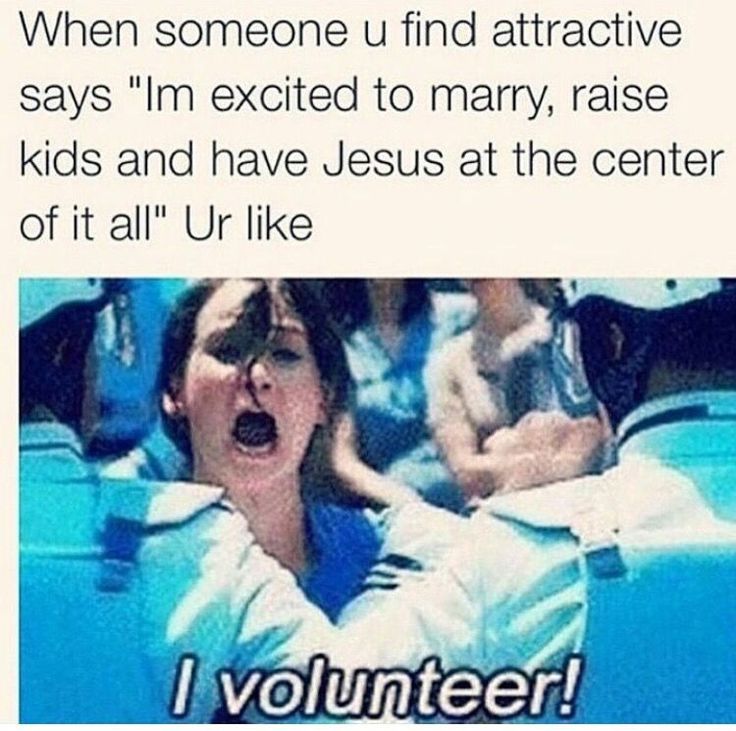 When someone u find attractive
says "Im excited to marry, raise
kids and have Jesus at the center
of it all" Ur like
I volunteer!